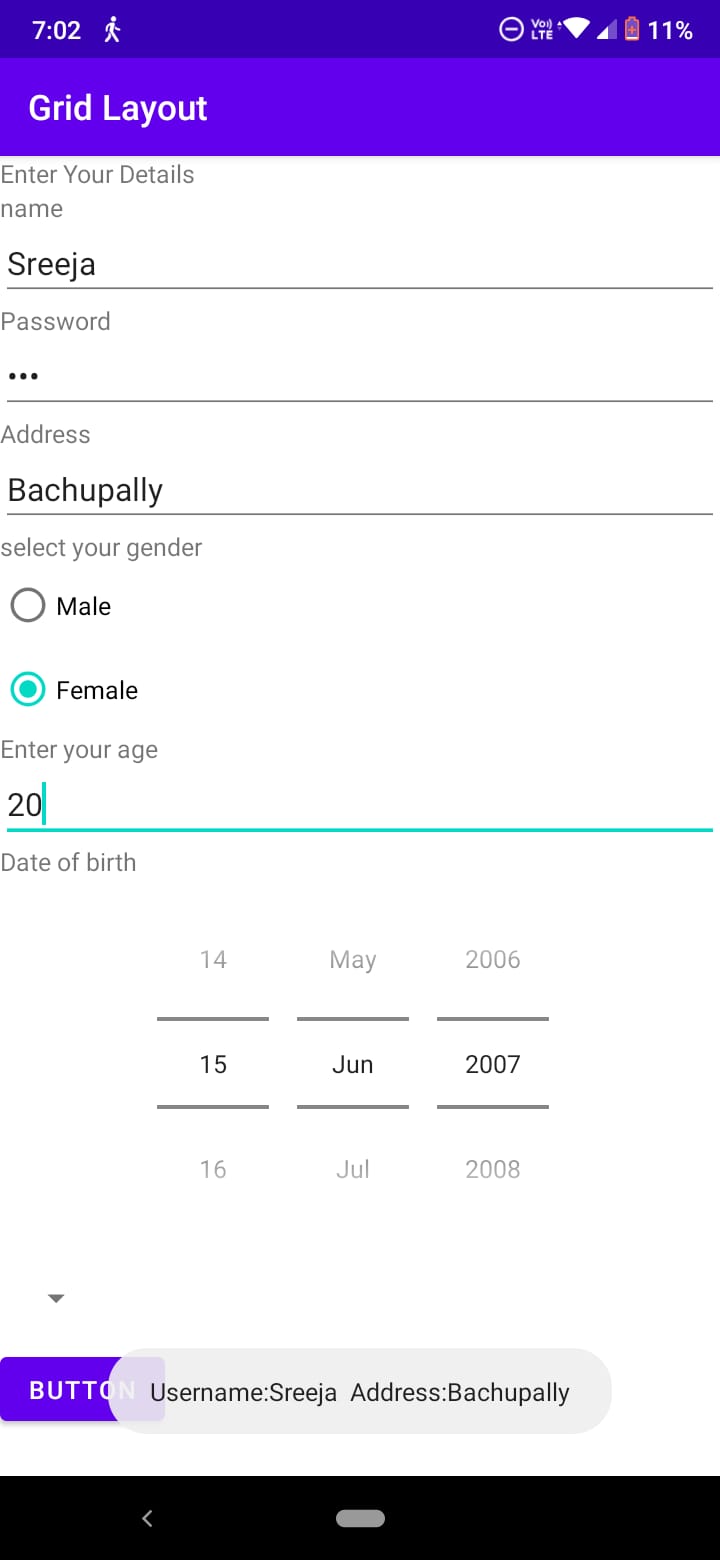 7:02 Vo)) LTE 11%
Grid Layout
Enter Your Details
name
Sreeja
Password
•••
Address
Bachupally
select your gender
Male
Female
Enter your age
20
Date of birth
14 May 2006
15 Jun 2007
16 Jul 2008
BUTTON Username:Sreeja Address:Bachupally